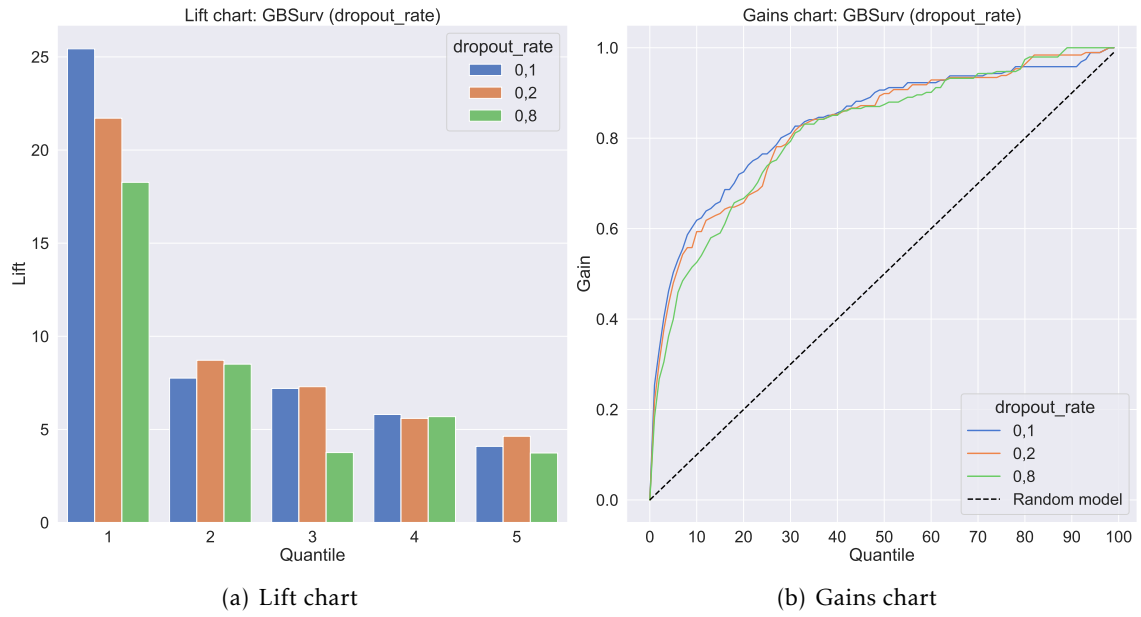 Lift chart: GBSurv (dropout_rate)
25
20
15
10
5
0
Lift
1 2 3 4 5
Quantile
dropout_rate
0,1
0,2
0,8
(a) Lift chart
Gains chart: GBSurv (dropout_rate)
1.0
0.8
0.6
0.4
0.2
0.0
Gain
0 10 20 30 40 50 60 70 80 90 100
Quantile
dropout_rate
0,1
0,2
0,8
Random model
(b) Gains chart